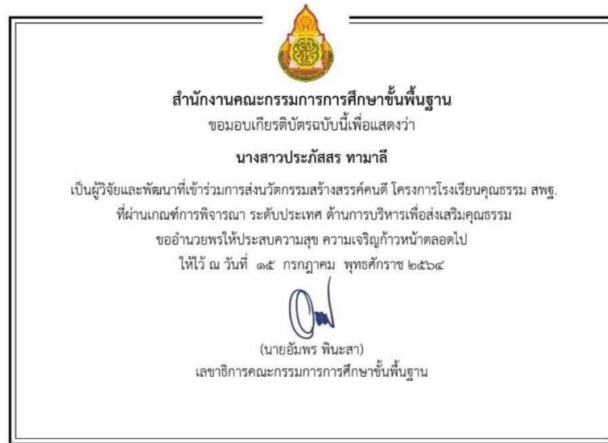 สำนักงานคณะกรรมการการศึกษาขั้นพื้นฐาน
ขอมอบเกียรติบัตรฉบับนี้เพื่อแสดงว่า
นางสาวประภัสสร ทามาลี
เป็นผู้วิจัยและพัฒนาที่เข้าร่วมการส่งนวัตกรรมสร้างสรรค์คนดี โครงการโรงเรียนคุณธรรม สพฐ.
ที่ผ่านเกณฑ์การพิจารณา ระดับประเทศ ด้านการบริหารเพื่อส่งเสริมคุณธรรม
ขออำนวยพรให้ประสบความสุข ความเจริญก้าวหน้าตลอดไป
ให้ไว้ ณ วันที่ ๑๕ กรกฎาคม พุทธศักราช ๒๕๖๔
(นายอัมพร พินะสา)
เลขาธิการคณะกรรมการการศึกษาขั้นพื้นฐาน